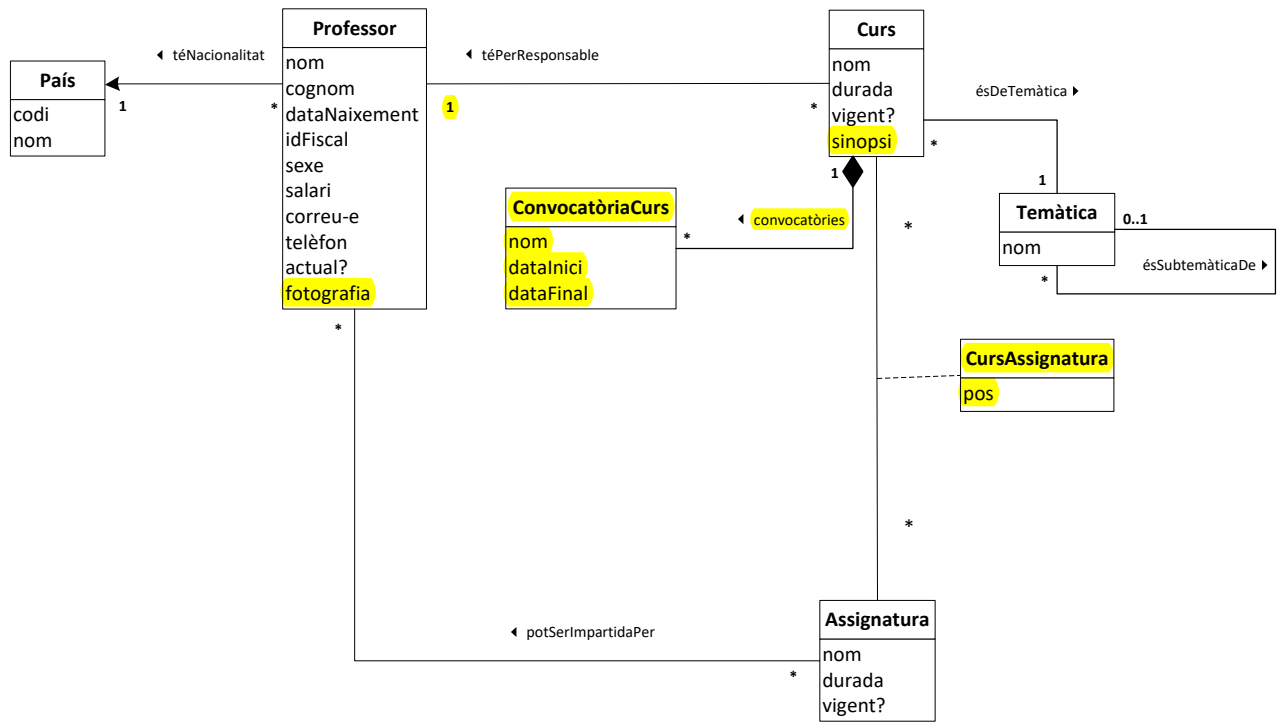 Professor
nom
cognom
dataNaixement
idFiscal
sexe
salari
correu-e
telèfon
actual?
fotografia
*
*
◄ téNacionalitat
1
País
codi
nom
◄ téPerResponsable
1
*
Curs
nom
durada
vigent?
sinopsi
*
1
*
ésDeTemàtica ►
1
Temàtica
nom
0..1
*
ésSubtemàticaDe ►
◄ convocatòries
*
ConvocatòriaCurs
nom
dataInici
dataFinal
CursAssignatura
pos
*
Assignatura
nom
durada
vigent?
◄ potSerImpartidaPer
*